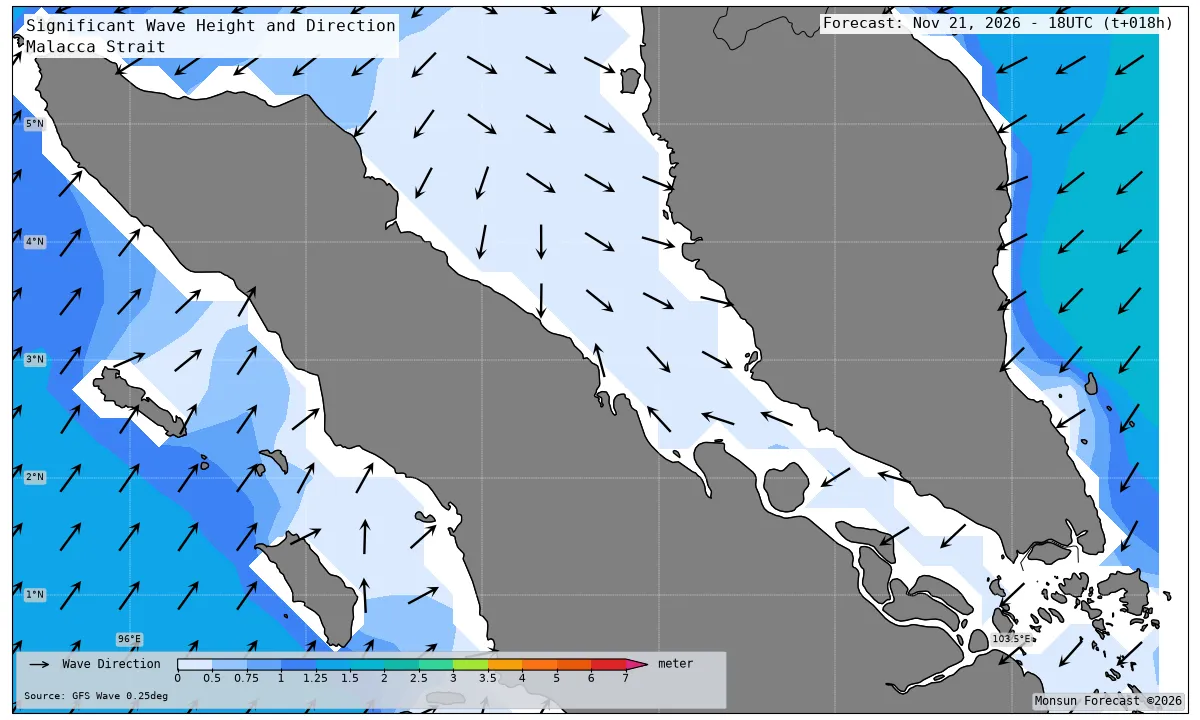 Significant Wave Height and Direction
Malacca Strait
Forecast: Nov 21, 2026 - 18UTC (t+018h)
5°N
4°N
3°N
2°N
1°N
96°E
103.5°E
Wave Direction
meter
0 0.5 0.75 1 1.25 1.5 2 2.5 3 3.5 4 5 6 7
Source: GFS Wave 0.25deg
Monsun Forecast ©2026